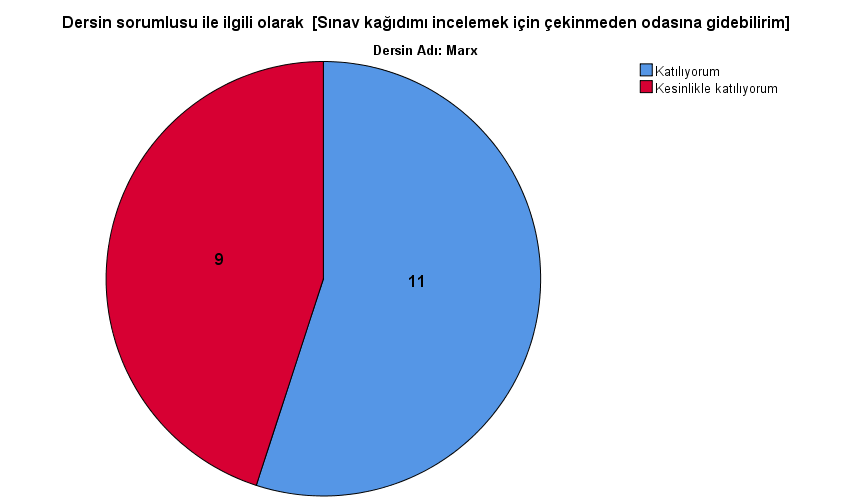 Dersin sorumlusu ile ilgili olarak [Sınav kağıdımı incelemek için çekinmeden odasına gidebilirim]
Dersin Adı: Marx
Katılıyorum
Kesinlikle katılıyorum
9
11